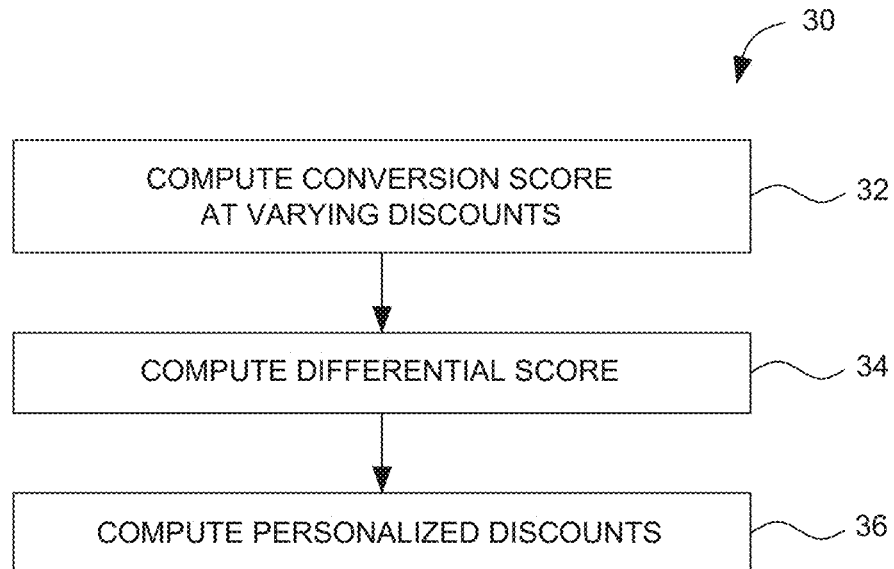 30
COMPUTE CONVERSION SCORE
AT VARYING DISCOUNTS
32
COMPUTE DIFFERENTIAL SCORE
34
COMPUTE PERSONALIZED DISCOUNTS
36